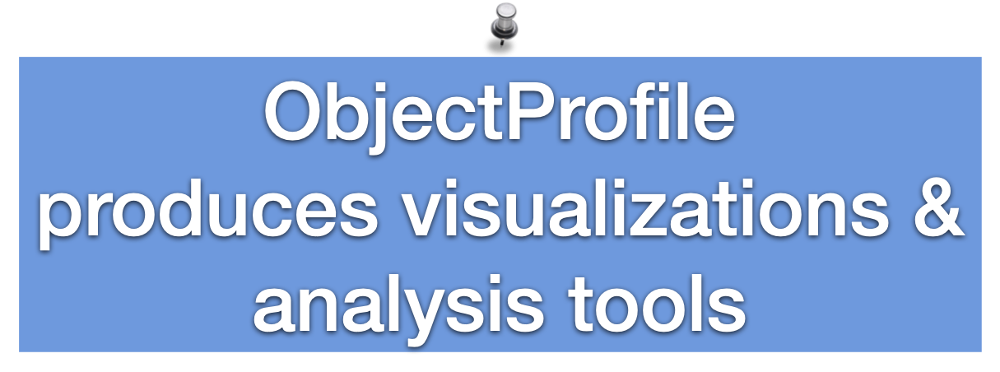 ObjectProfile
produces visualizations &
analysis tools